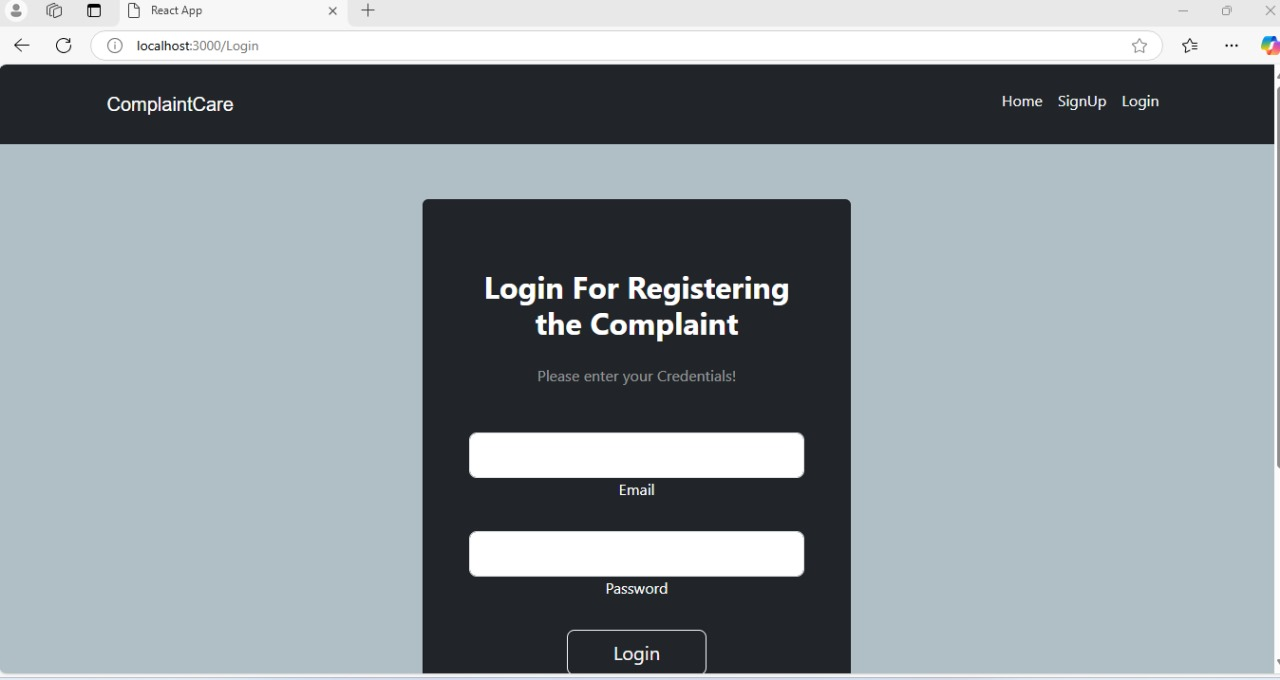 React App
localhost:3000/Login
ComplaintCare
Home SignUp Login
Login For Registering
the Complaint
Please enter your Credentials!
Email
Password
Login